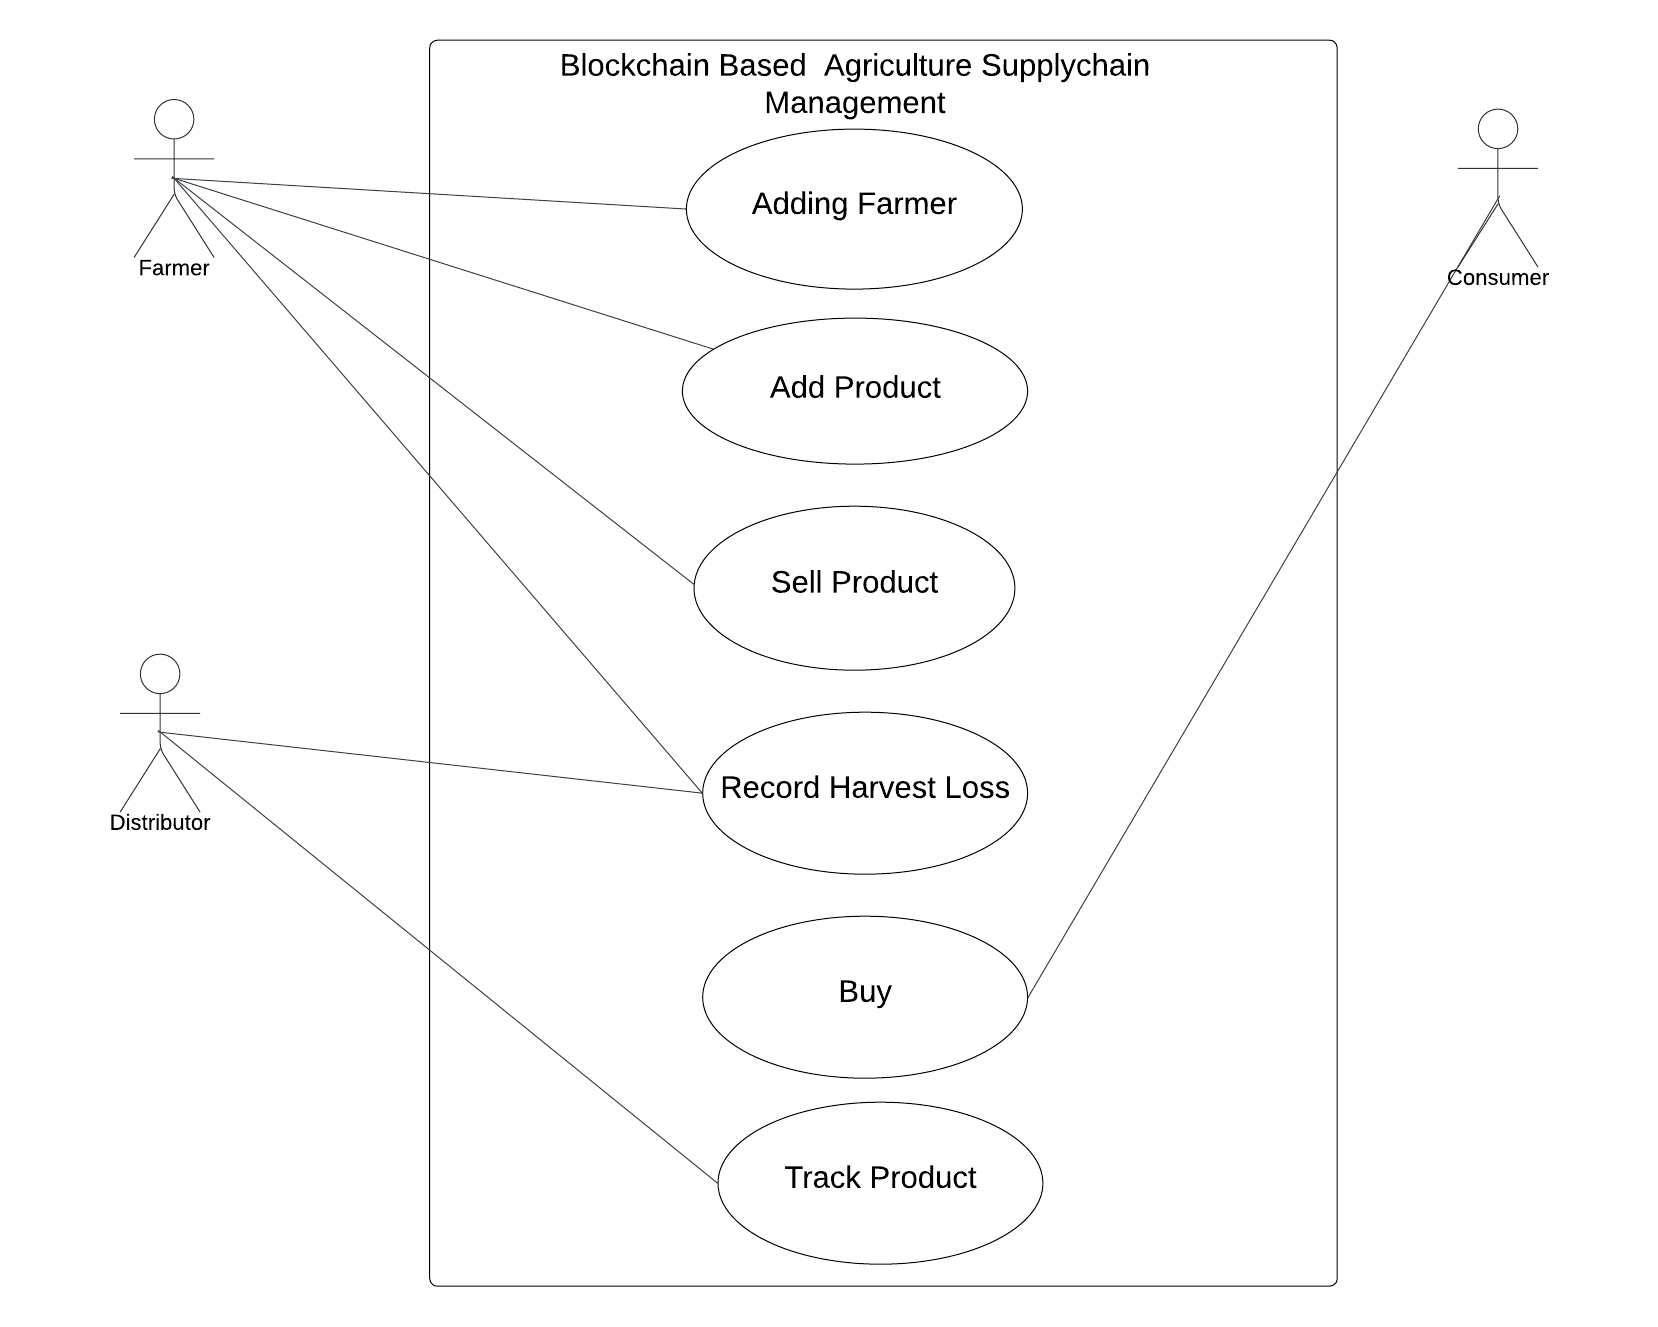 Blockchain Based  Agriculture Supplychain
Management
Farmer
Consumer
Adding Farmer
Add Product
Sell Product
Record Harvest Loss
Distributor
Buy
Track Product